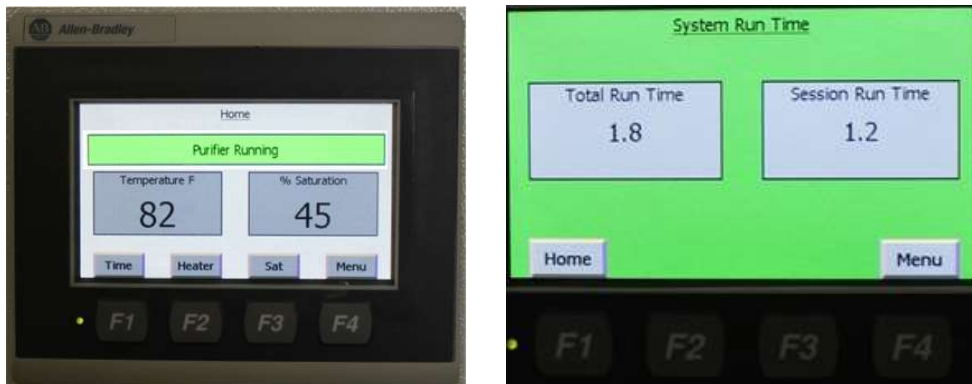 AB Allen-Bradley
Home
Purifier Running
Temperature F
% Saturation
82
45
Time
Heater
Sat
Menu
F1
F2
F3
F4
System Run Time
Total Run Time
Session Run Time
1.8
1.2
Home
Menu
F1
F2
F3
F4